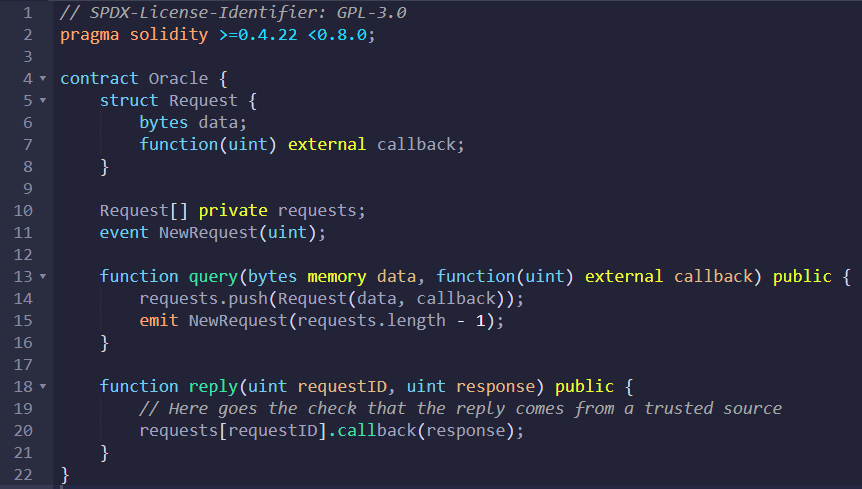 1 // SPDX-License-Identifier: GPL-3.0
2 pragma solidity >=0.4.22 <0.8.0;
3
4 contract Oracle {
5     struct Request {
6         bytes data;
7         function(uint) external callback;
8     }
9
10     Request[] private requests;
11     event NewRequest(uint);
12
13     function query(bytes memory data, function(uint) external callback) public {
14         requests.push(Request(data, callback));
15         emit NewRequest(requests.length - 1);
16     }
17
18     function reply(uint requestID, uint response) public {
19         // Here goes the check that the reply comes from a trusted source
20         requests[requestID].callback(response);
21     }
22 }